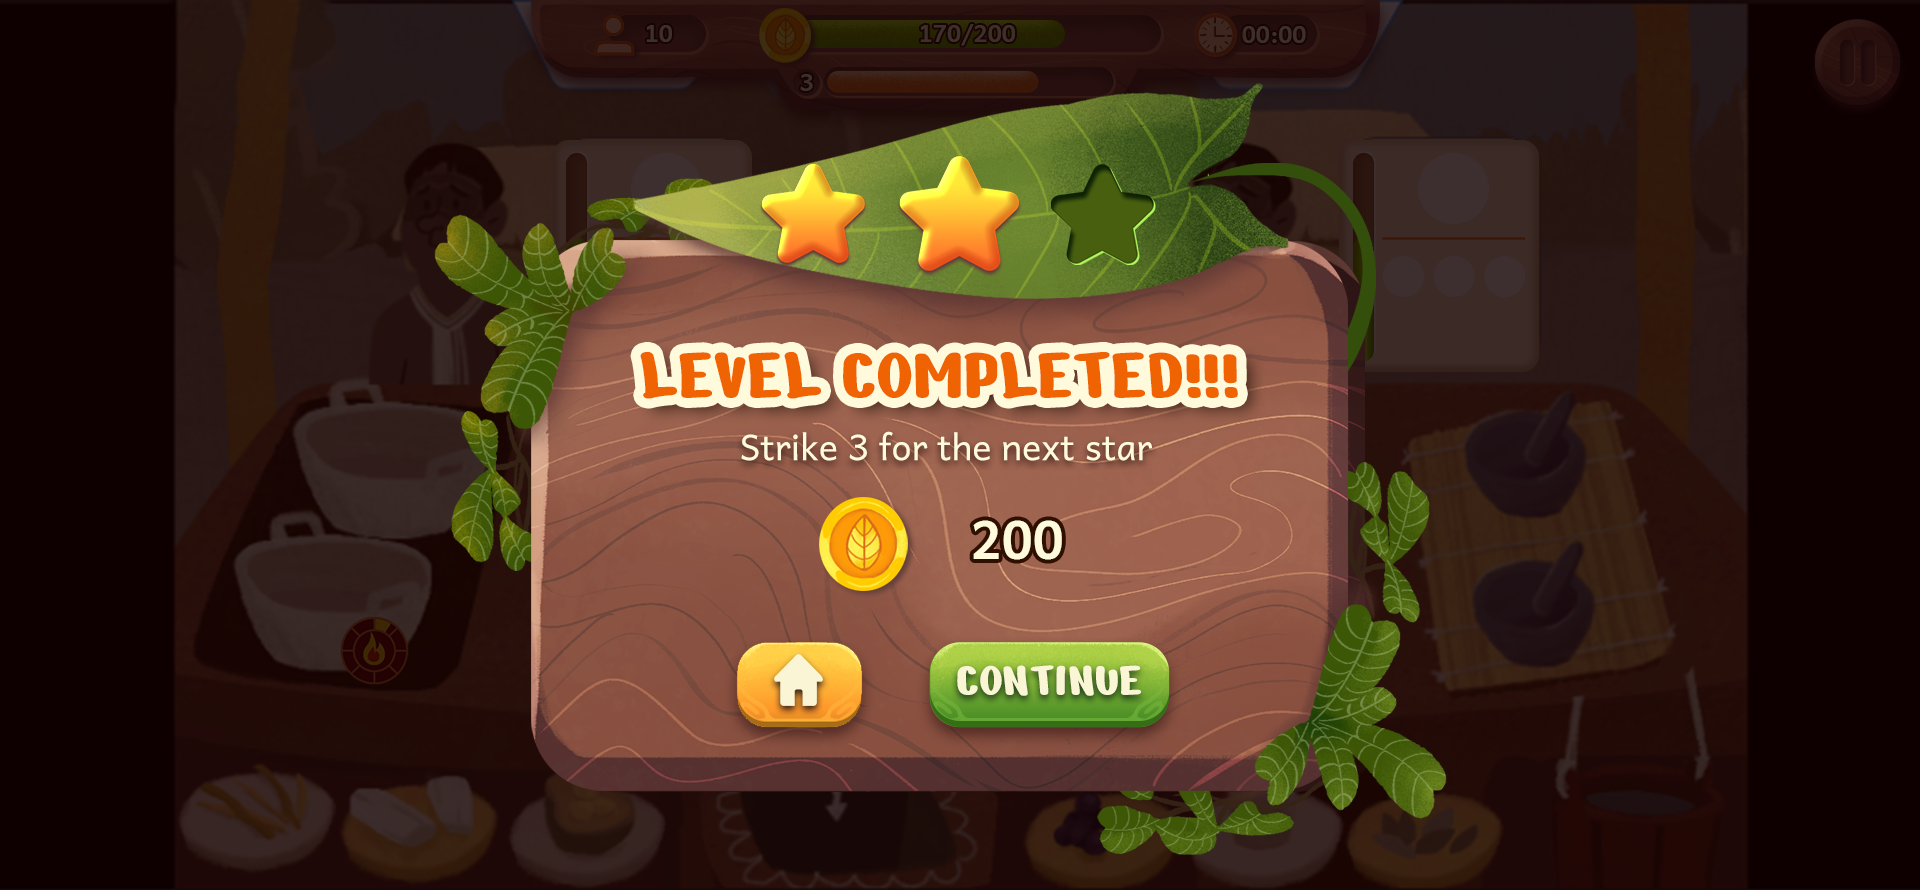 10
170/200
00:00
3
LEVEL COMPLETED!!!
Strike 3 for the next star
200
CONTINUE